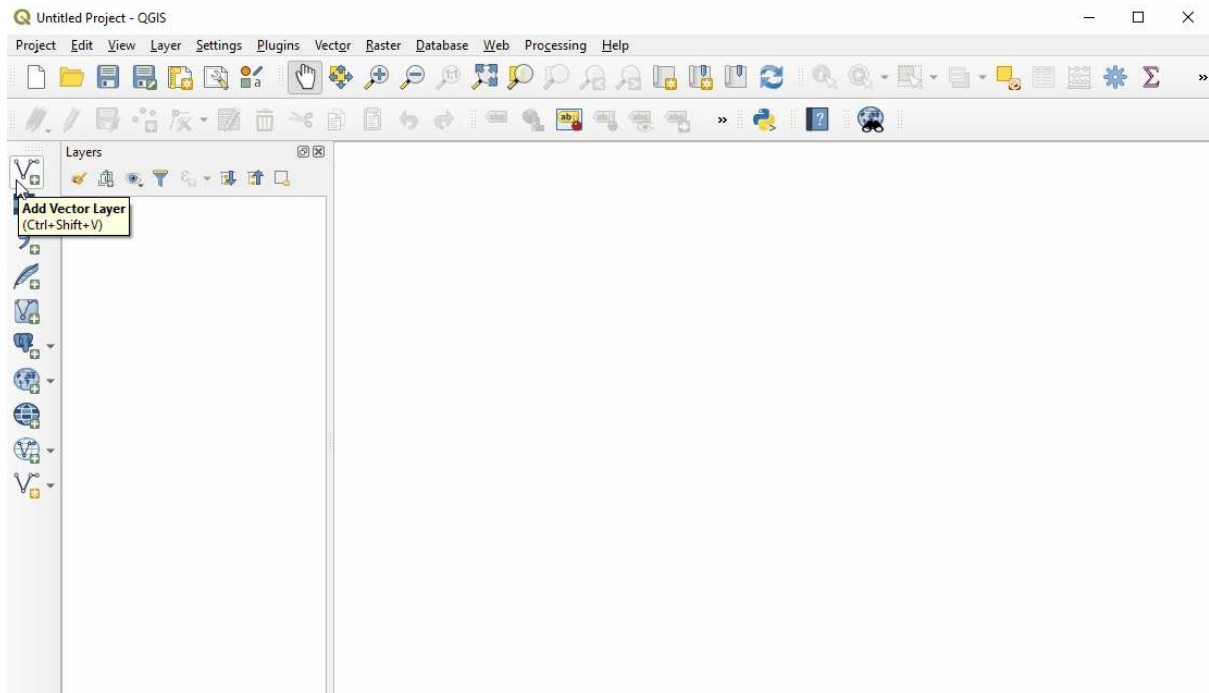 Untitled Project - QGIS
Project Edit View Layer Settings Plugins Vector Raster Database Web Processing Help
Layers
Add Vector Layer
(Ctrl+Shift+V)